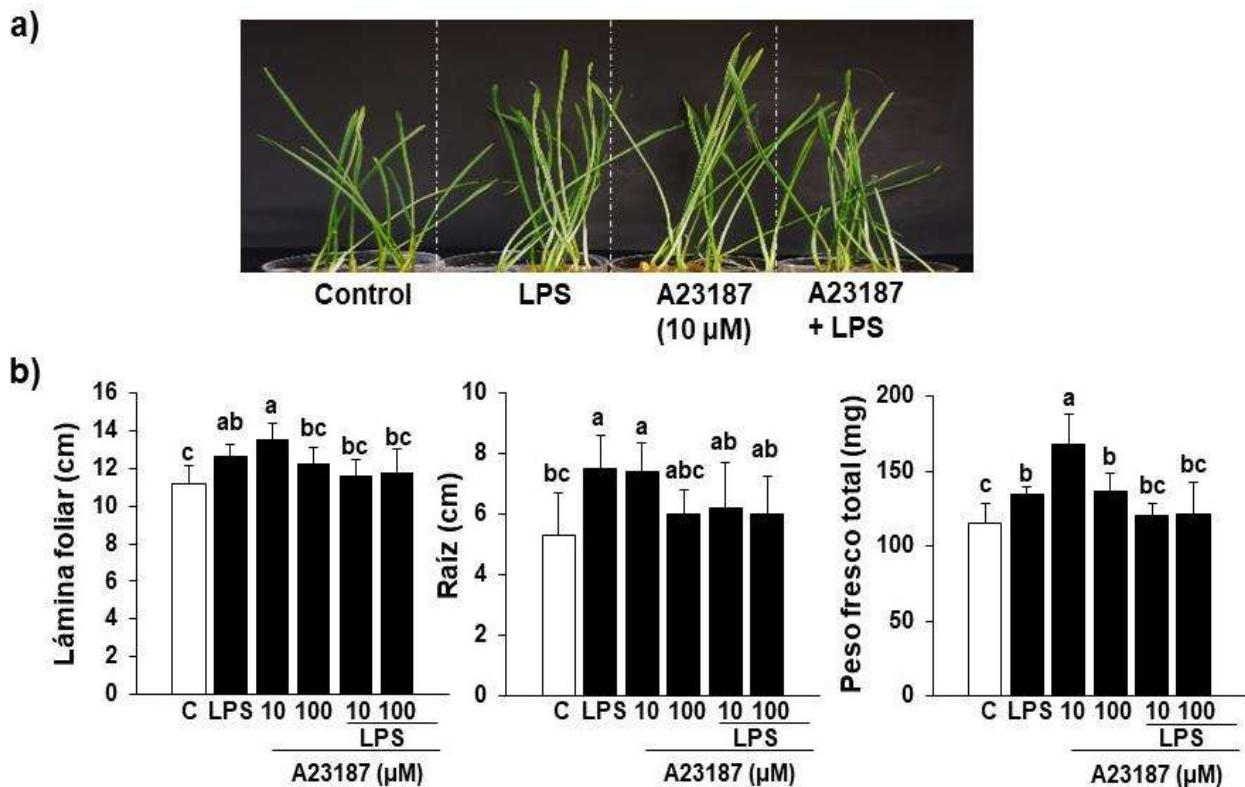 a)
Control LPS A23187 A23187
(10 µM) + LPS
b)
Lámina foliar (cm)
16
14
12
10
8
6
4
2
0
c ab a bc bc bc
C LPS 10 100 10 100
LPS
A23187 (µM)
Raíz (cm)
10
8
6
4
2
0
bc a a abc ab ab
C LPS 10 100 10 100
LPS
A23187 (µM)
Peso fresco total (mg)
200
150
100
50
0
c b a b bc bc
C LPS 10 100 10 100
LPS
A23187 (µM)